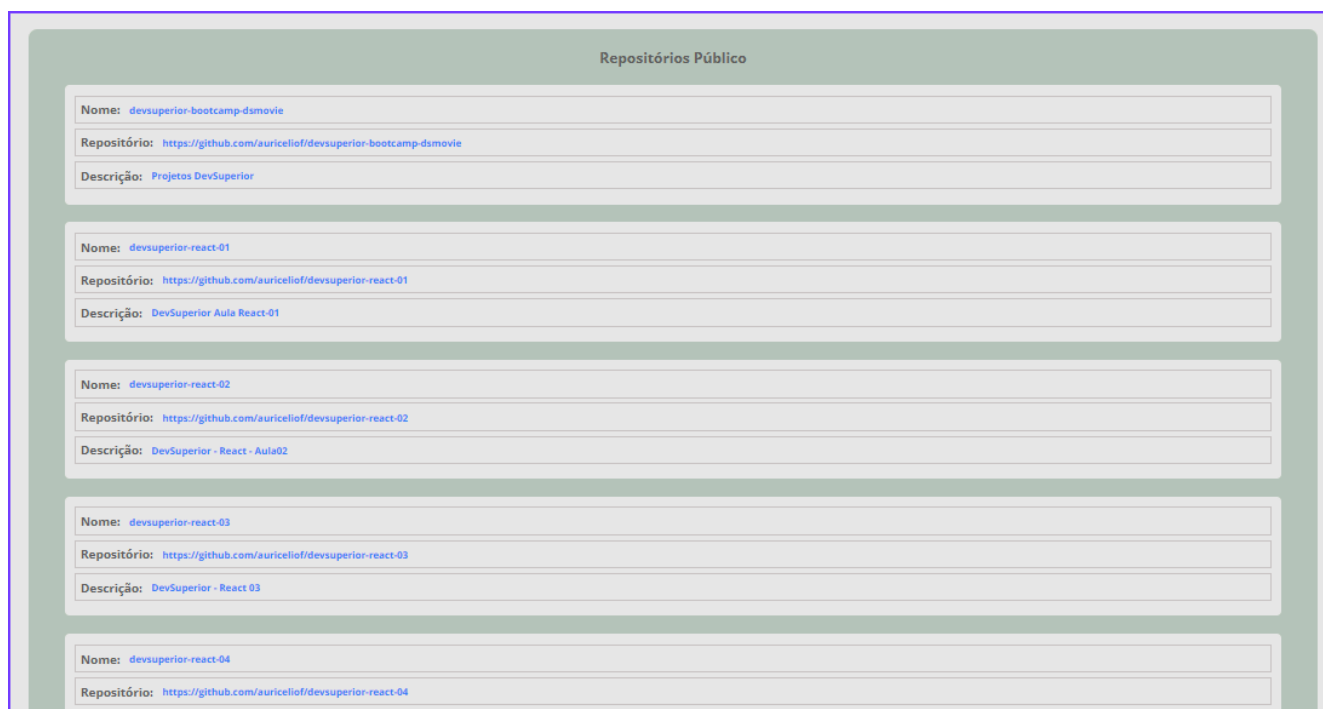 Repositórios Público
Nome: devsuperior-bootcamp-dsmovie
Repositório: https://github.com/auriceliof/devsuperior-bootcamp-dsmovie
Descrição: Projetos DevSuperior
Nome: devsuperior-react-01
Repositório: https://github.com/auriceliof/devsuperior-react-01
Descrição: DevSuperior Aula React-01
Nome: devsuperior-react-02
Repositório: https://github.com/auriceliof/devsuperior-react-02
Descrição: DevSuperior - React - Aula02
Nome: devsuperior-react-03
Repositório: https://github.com/auriceliof/devsuperior-react-03
Descrição: DevSuperior - React 03
Nome: devsuperior-react-04
Repositório: https://github.com/auriceliof/devsuperior-react-04